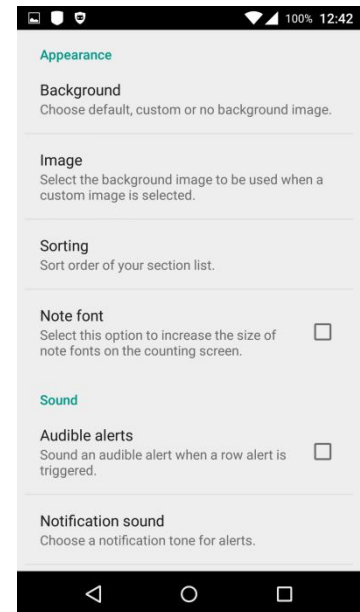 100% 12:42
Appearance
Background
Choose default, custom or no background image.
Image
Select the background image to be used when a
custom image is selected.
Sorting
Sort order of your section list.
Note font
Select this option to increase the size of
note fonts on the counting screen.
Sound
Audible alerts
Sound an audible alert when a row alert is
triggered.
Notification sound
Choose a notification tone for alerts.